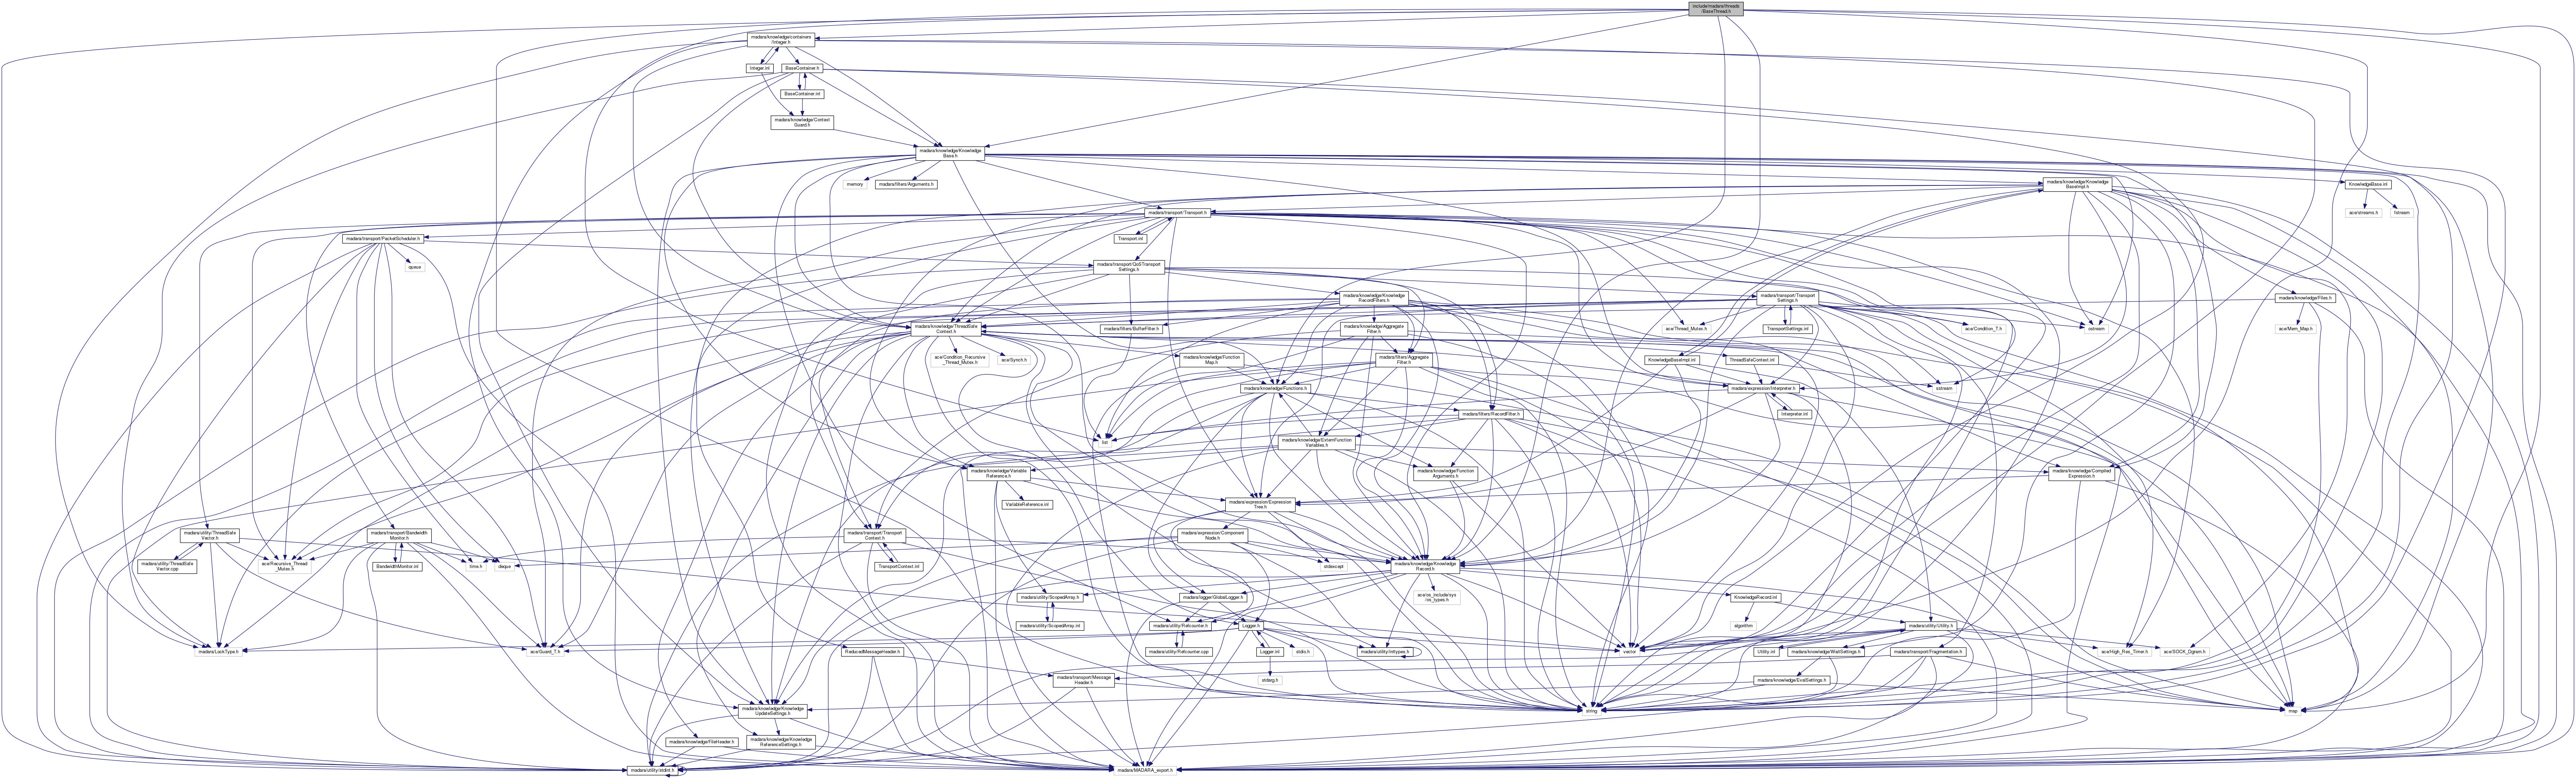 include/madara/threads
/BaseThread.h
madara/knowledge/containers
/Integer.h
Integer.inl
BaseContainer.h
BaseContainer.inl
madara/knowledge/Context
Guard.h
madara/knowledge/Knowledge
Base.h
memory
madara/filters/Arguments.h
madara/knowledge/Knowledge
BaseImpl.h
KnowledgeBase.inl
ace/streams.h
fstream
madara/transport/Transport.h
madara/transport/PacketScheduler.h
Transport.inl
queue
madara/transport/QoSTransport
Settings.h
madara/knowledge/Knowledge
RecordFilters.h
madara/transport/Transport
Settings.h
madara/knowledge/Files.h
madara/knowledge/ThreadSafe
Context.h
madara/filters/BufferFilter.h
madara/knowledge/Aggregate
Filter.h
ace/Thread_Mutex.h
TransportSettings.inl
ace/Condition_T.h
ostream
ace/Mem_Map.h
ace/Condition_Recursive
_Thread_Mutex.h
ace/Synch.h
madara/knowledge/Function
Map.h
madara/filters/Aggregate
Filter.h
KnowledgeBaseImpl.inl
ThreadSafeContext.inl
madara/knowledge/Functions.h
madara/expression/Interpreter.h
sstream
madara/filters/RecordFilter.h
Interpreter.inl
list
madara/knowledge/ExternFunction
Variables.h
madara/knowledge/Variable
Reference.h
madara/knowledge/Function
Arguments.h
madara/knowledge/Compiled
Expression.h
VariableReference.inl
madara/expression/Expression
Tree.h
madara/utility/ThreadSafe
Vector.h
madara/transport/Bandwidth
Monitor.h
madara/transport/Transport
Context.h
madara/expression/Component
Node.h
madara/utility/ThreadSafe
Vector.cpp
ace/Recursive_Thread
_Mutex.h
BandwidthMonitor.inl
time.h
deque
TransportContext.inl
stdexcept
madara/knowledge/Knowledge
Record.h
madara/utility/ScopedArray.h
madara/logger/GlobalLogger.h
ace/os_include/sys
/os_types.h
KnowledgeRecord.inl
madara/utility/ScopedArray.inl
madara/utility/Refcounter.h
Logger.h
algorithm
madara/utility/Utility.h
madara/LockType.h
ace/Guard_T.h
ReducedMessageHeader.h
madara/utility/Refcounter.cpp
Logger.inl
stdio.h
madara/utility/inttypes.h
vector
Utility.inl
madara/knowledge/WaitSettings.h
madara/transport/Fragmentation.h
ace/High_Res_Timer.h
ace/SOCK_Dgram.h
madara/transport/Message
Header.h
stdarg.h
madara/knowledge/EvalSettings.h
madara/knowledge/Knowledge
UpdateSettings.h
string
map
madara/knowledge/FileHeader.h
madara/knowledge/Knowledge
ReferenceSettings.h
madara/utility/stdint.h
madara/MADARA_export.h